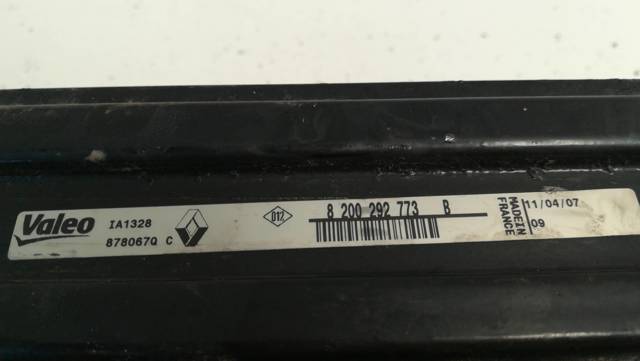 Valeo
IA1328
878067Q C
D12
8 200 292 773 B
MADE IN
FRANCE
11/04/07
09